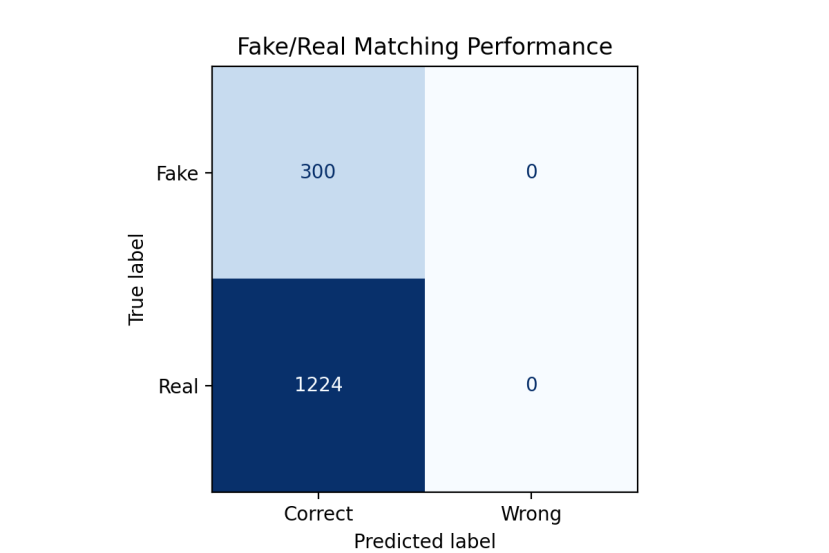 Fake/Real Matching Performance
Fake
300
0
True label
Real
1224
0
Correct
Wrong
Predicted label